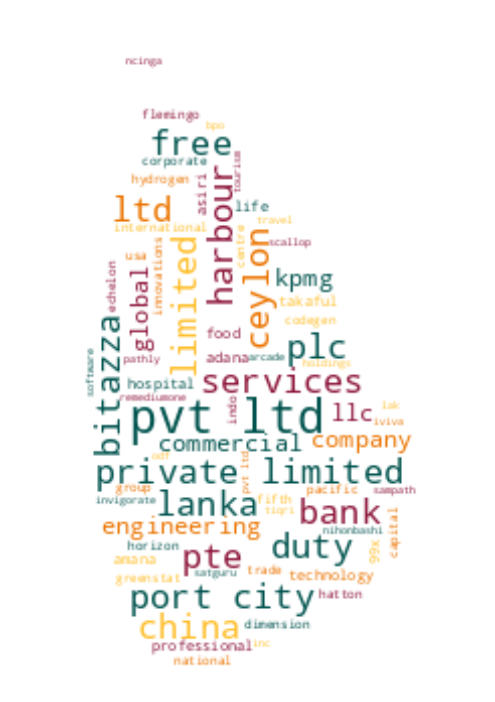 ncinga
flemingo
bpo
free
corporate
tourism
hydrogen
asiri
harbour
ltd
life
international
travel
centre
ceylon
limited
innovations
scallop
usa
echelon
global
kpmg
takaful
codegen
food
bitazza
plc
software
pathly
adana
arcade
holdings
hospital
services
remediumone
indo
pvt ltd
llc
lak
iviva
commercial
company
odf
pvt ltd
private limited
group
pacific
sampath
invigorate
lanka
fifth
tiqri
bank
capital
engineering
nihonbashi
horizon
duty
99x
amana
pte
satguru
trade
technology
greenstat
port city
hatton
china
dimension
professional
inc
national